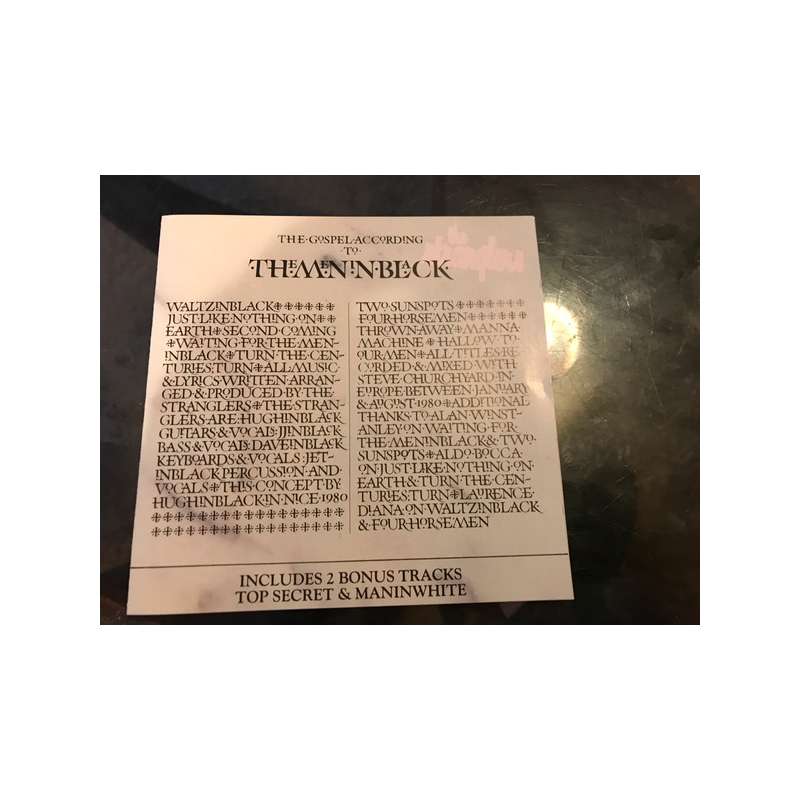 THE·GOSPEL·ACCORDING
·TO·
THEMENINBLACK
the
stranglers
WALTZINBLACK
JUST·LIKE·NOTHING·ON·
EARTH SECOND·COMING
WAITING·FOR·THE·MEN-
INBLACK TURN·THE·CEN-
TURIES;TURN ALL·MUSIC·
&·LYRICS·WRITTEN·ARRAN-
GED·&·PRODUCED·BY·THE·
STRANGLERS THE·STRAN-
GLERS·ARE:HUGHINBLACK
GUITARS·&·VOCALS:JJINBLACK
BASS·&·VOCALS:DAVEINBLACK
KEYBOARDS·&·VOCALS:JET-
INBLACK·PERCUSSION·AND·
VOCALS THIS·CONCEPT·BY·
HUGHINBLACK·IN·NICE·1980
TWO·SUNSPOTS
FOUR·HORSEMEN
THROWN·AWAY MANNA·
MACHINE HALLOW·TO·
OUR·MEN ALL·TITLES·RE-
CORDED·&·MIXED·WITH
STEVE·CHURCHYARD·IN·
EUROPE·BETWEEN·JANUARY
&·AUGUST·1980 ADDITIONAL
THANKS·TO·ALAN·WINST-
ANLEY·ON·WAITING·FOR·
THE·MENINBLACK·&·TWO·
SUNSPOTS ALDO·BOCCA·
ON·JUST·LIKE·NOTHING·ON·
EARTH·&·TURN·THE·CEN-
TURIES;TURN LAURENCE·
DIANA·ON·WALTZINBLACK
&·FOUR·HORSEMEN
INCLUDES 2 BONUS TRACKS
TOP SECRET & MANINWHITE